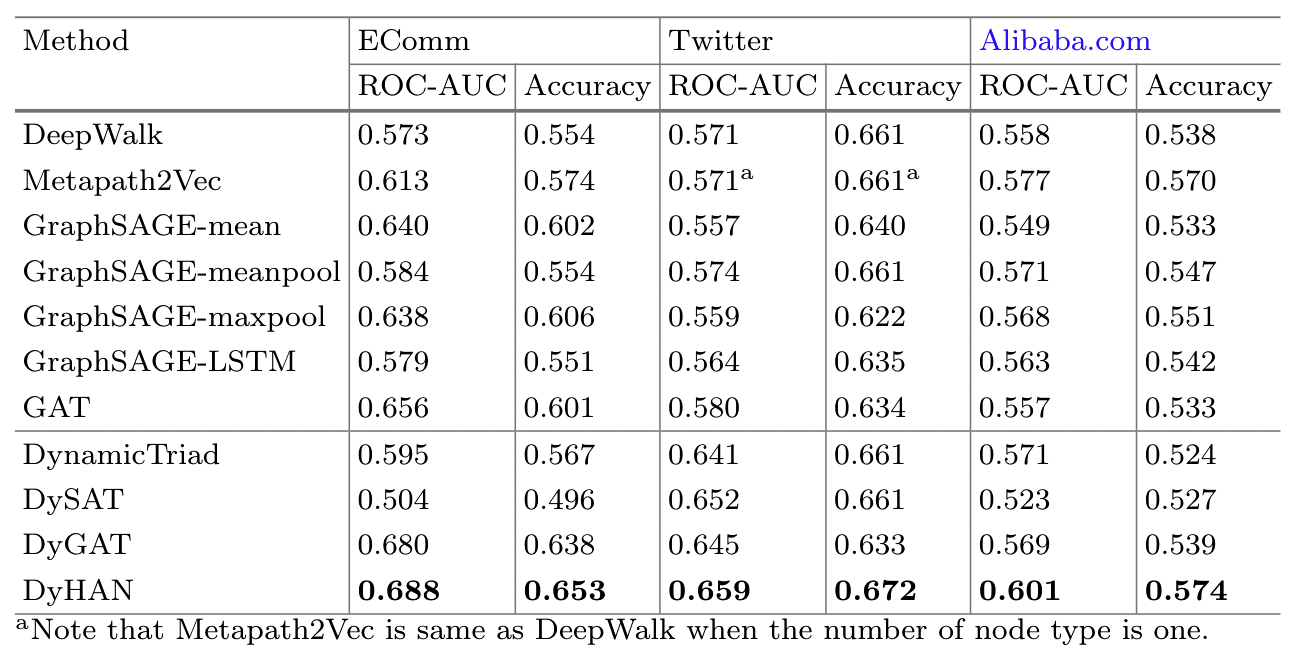 Method EComm Twitter Alibaba.com
ROC-AUC Accuracy ROC-AUC Accuracy ROC-AUC Accuracy
DeepWalk 0.573 0.554 0.571 0.661 0.558 0.538
Metapath2Vec 0.613 0.574 0.571ᵃ 0.661ᵃ 0.577 0.570
GraphSAGE-mean 0.640 0.602 0.557 0.640 0.549 0.533
GraphSAGE-meanpool 0.584 0.554 0.574 0.661 0.571 0.547
GraphSAGE-maxpool 0.638 0.606 0.559 0.622 0.568 0.551
GraphSAGE-LSTM 0.579 0.551 0.564 0.635 0.563 0.542
GAT 0.656 0.601 0.580 0.634 0.557 0.533
DynamicTriad 0.595 0.567 0.641 0.661 0.571 0.524
DySAT 0.504 0.496 0.652 0.661 0.523 0.527
DyGAT 0.680 0.638 0.645 0.633 0.569 0.539
DyHAN 0.688 0.653 0.659 0.672 0.601 0.574
ᵃNote that Metapath2Vec is same as DeepWalk when the number of node type is one.